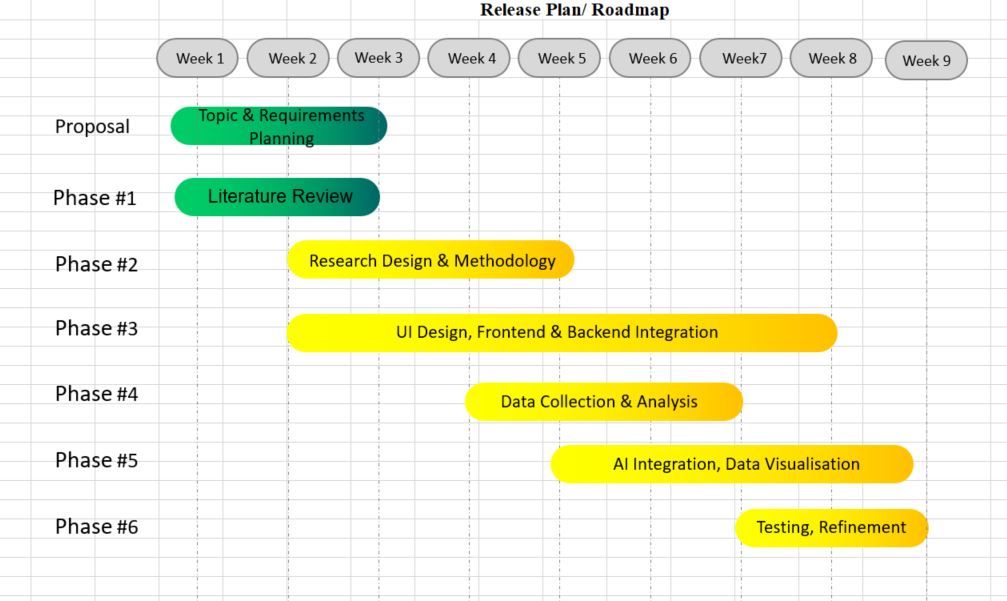 Release Plan/ Roadmap
Week 1
Week 2
Week 3
Week 4
Week 5
Week 6
Week7
Week 8
Week 9
Proposal
Topic & Requirements
Planning
Phase #1
Literature Review
Phase #2
Research Design & Methodology
Phase #3
UI Design, Frontend & Backend Integration
Phase #4
Data Collection & Analysis
Phase #5
AI Integration, Data Visualisation
Phase #6
Testing, Refinement